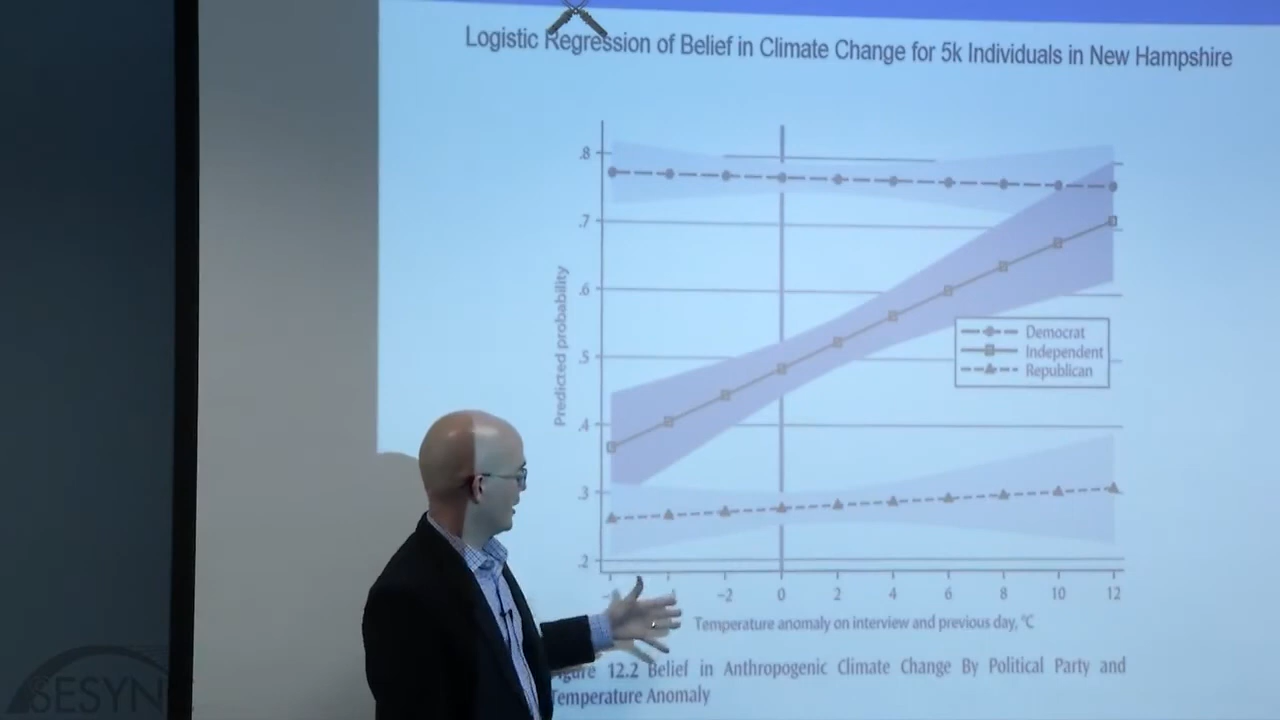 Logistic Regression of Belief in Climate Change for 5k Individuals in New Hampshire
.8
.7
.6
.5
.4
.3
.2
Predicted probability
Democrat
Independent
Republican
-2 0 2 4 6 8 10 12
Temperature anomaly on interview and previous day, °C
12.2 Belief in Anthropogenic Climate Change By Political Party and
Temperature Anomaly
SESYN